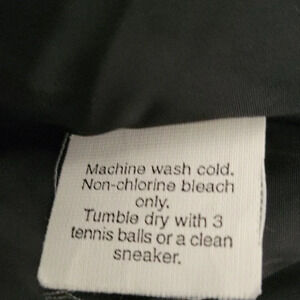 Machine wash cold.
Non-chlorine bleach
only.
Tumble dry with 3
tennis balls or a clean
sneaker.